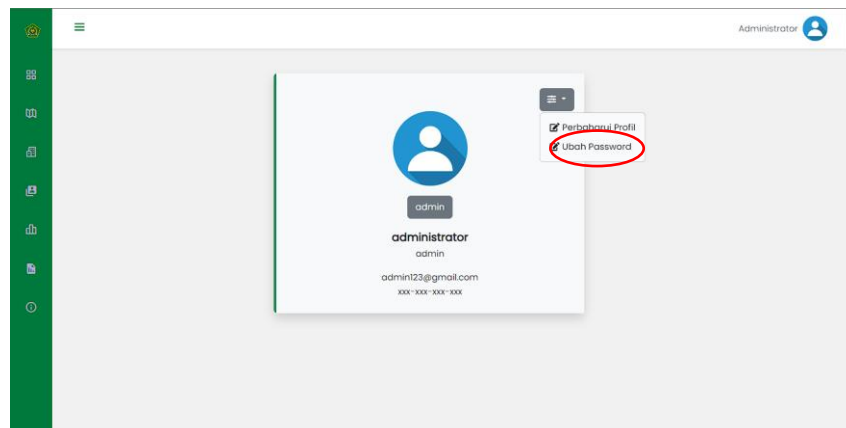 Administrator
Perbaharui Profil
Ubah Password
admin
administrator
admin
admin123@gmail.com
xxx-xxx-xxx-xxx